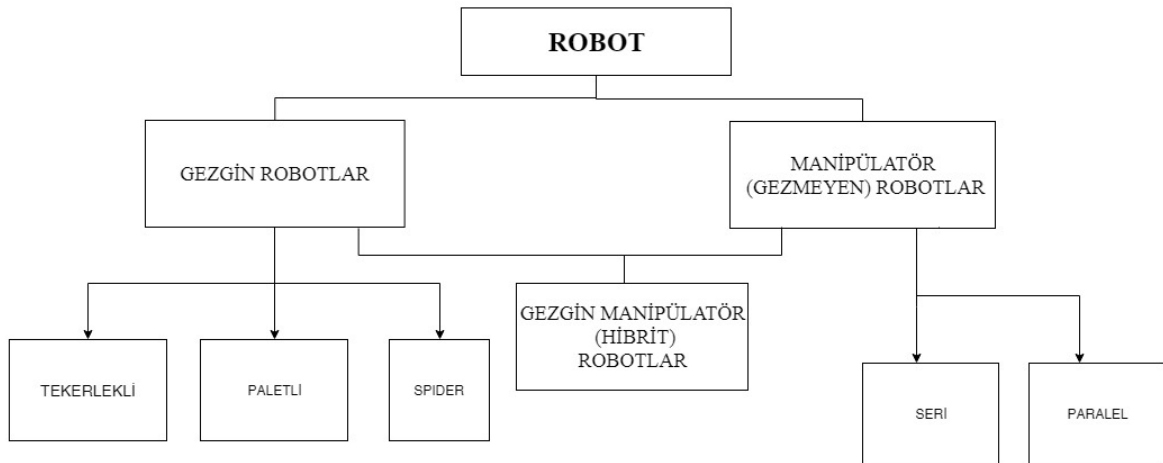 ROBOT
GEZGİN ROBOTLAR
MANİPÜLATÖR
(GEZMEYEN) ROBOTLAR
GEZGİN MANİPÜLATÖR
(HİBRİT)
ROBOTLAR
TEKERLEKLİ
PALETLİ
SPIDER
SERİ
PARALEL